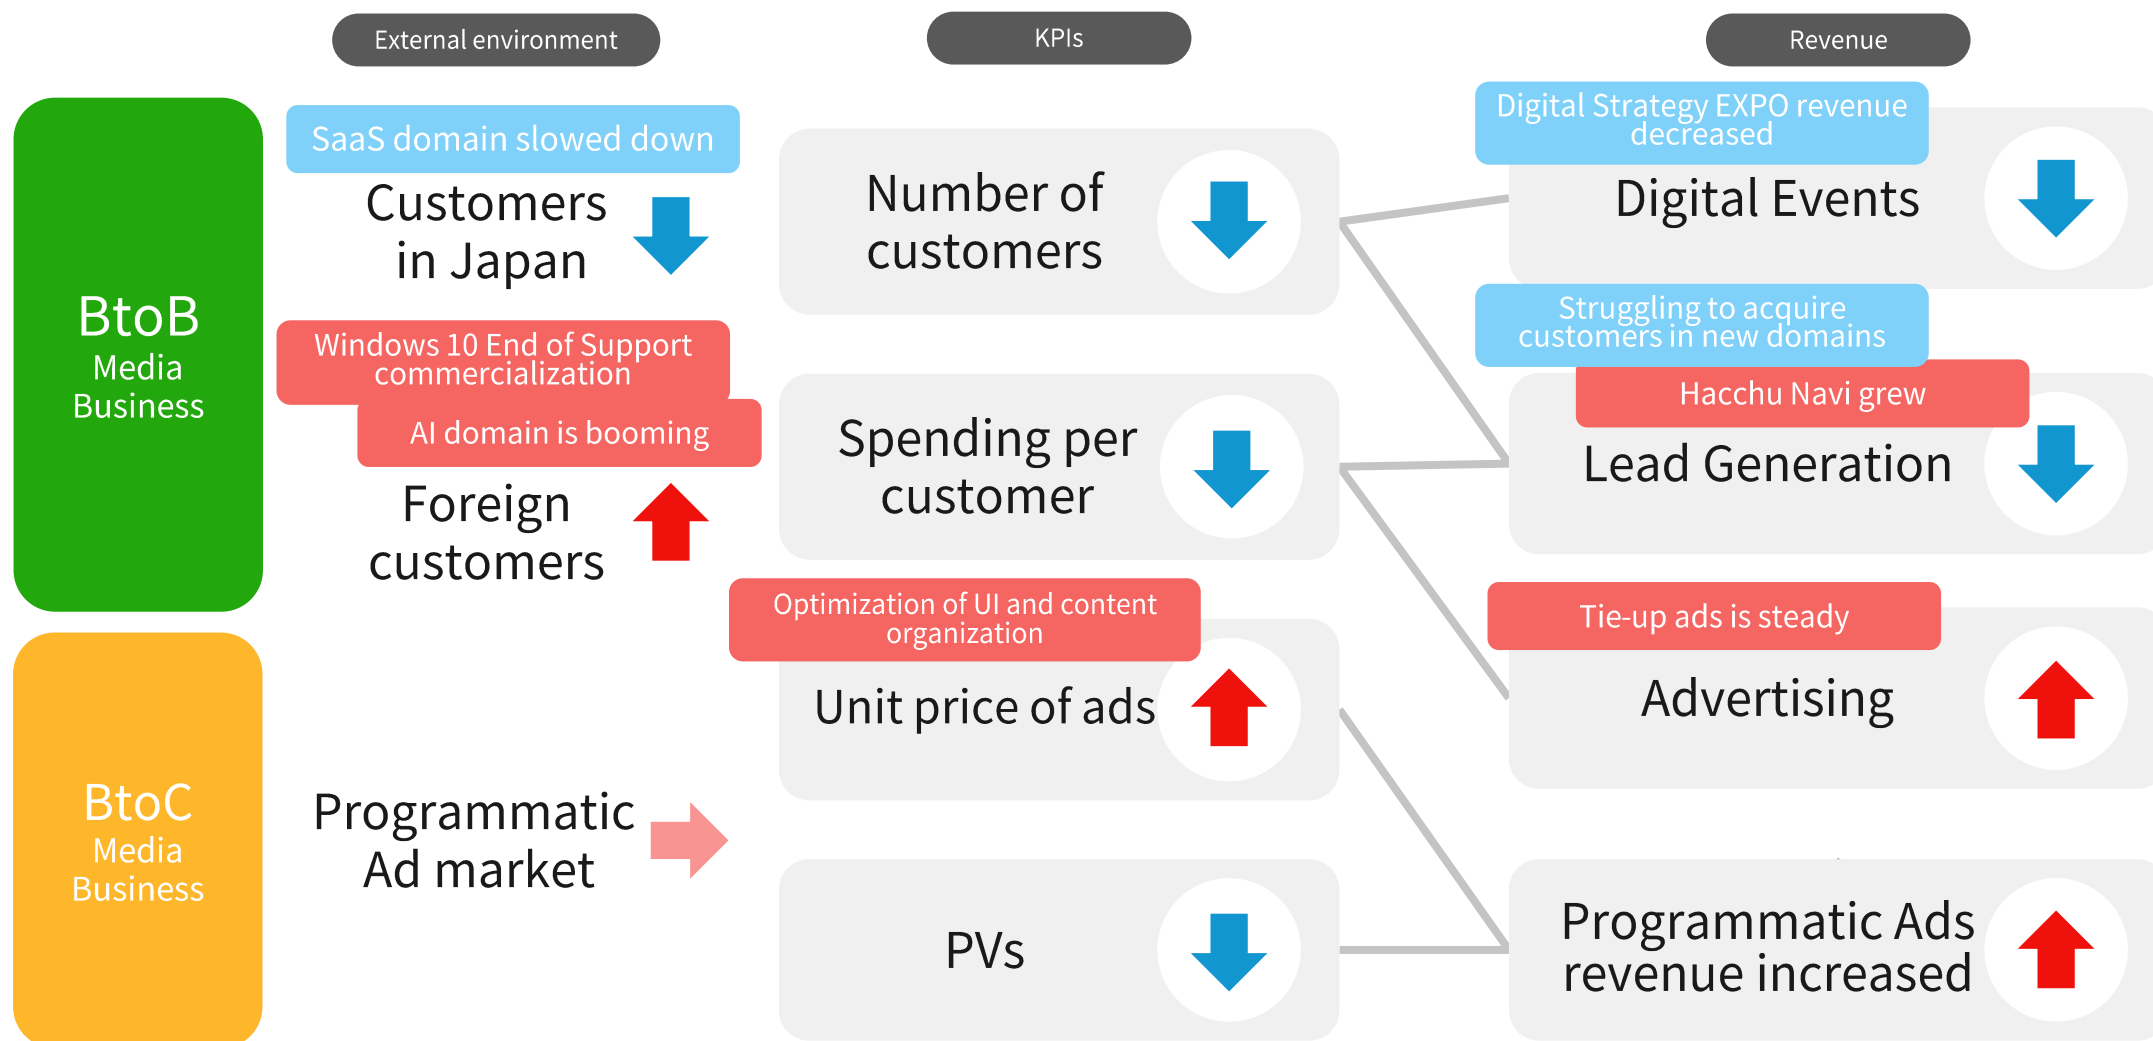 External environment
KPIs
Revenue
BtoB
Media
Business
SaaS domain slowed down
Customers
in Japan
Windows 10 End of Support
commercialization
AI domain is booming
Foreign
customers
Number of
customers
Spending per
customer
Digital Strategy EXPO revenue
decreased
Digital Events
Struggling to acquire
customers in new domains
Hacchu Navi grew
Lead Generation
Tie-up ads is steady
Advertising
BtoC
Media
Business
Programmatic
Ad market
Optimization of UI and content
organization
Unit price of ads
PVs
Programmatic Ads
revenue increased